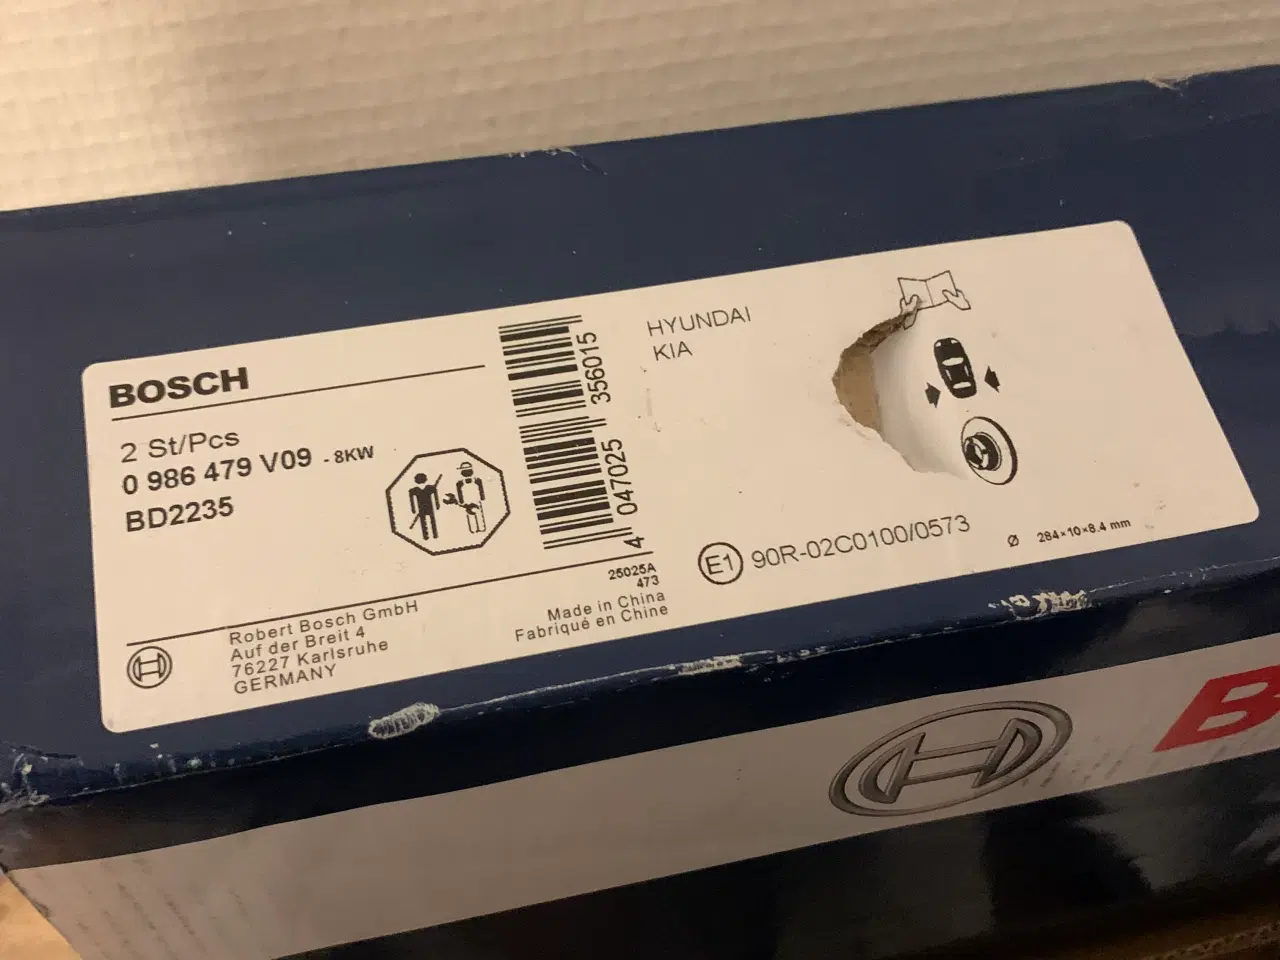 BOSCH
2 St/Pcs
0 986 479 V09 - 8KW
BD2235
Robert Bosch GmbH
Auf der Breit 4
76227 Karlsruhe
GERMANY
4 047025 356015
25025A
473
Made in China
Fabriqué en Chine
HYUNDAI
KIA
E1 90R-02C0100/0573
Ø 284×10×8.4 mm
B